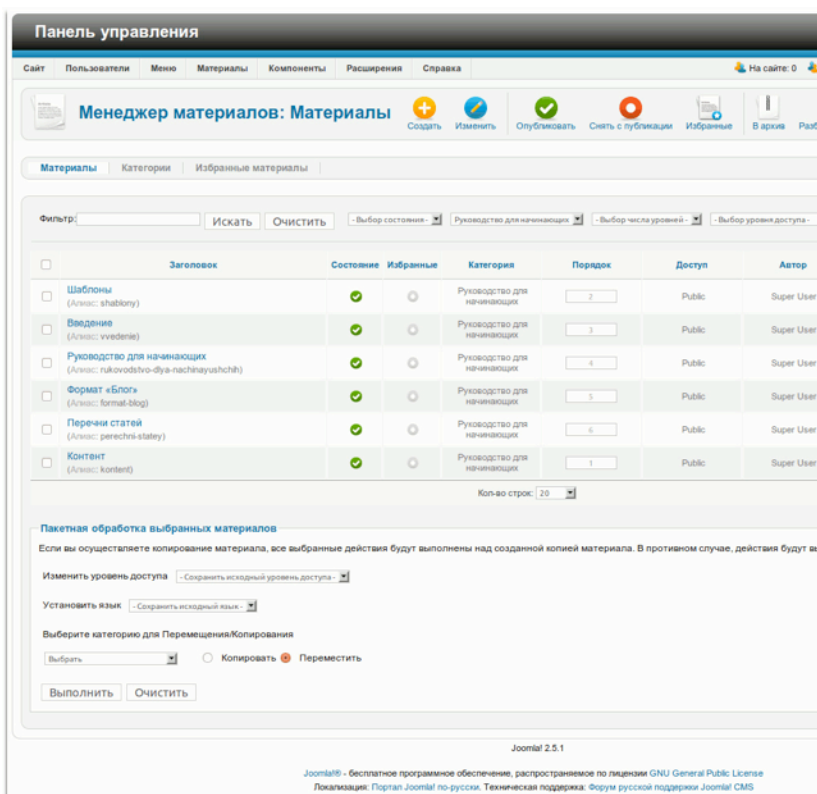 Панель управления
Сайт Пользователи Меню Материалы Компоненты Расширения Справка На сайте: 0
Менеджер материалов: Материалы
Создать Изменить Опубликовать Снять с публикации Избранные В архив
Материалы Категории Избранные материалы
Фильтр: Искать Очистить - Выбор состояния - Руководство для начинающих - Выбор числа уровней - - Выбор уровня доступа -
Заголовок Состояние Избранные Категория Порядок Доступ Автор
Шаблоны
(Алиас: shablony)
Руководство для начинающих 2 Public Super User
Введение
(Алиас: vvedenie)
Руководство для начинающих 3 Public Super User
Руководство для начинающих
(Алиас: rukovodstvo-dlya-nachinayushchih)
Руководство для начинающих 4 Public Super User
Формат «Блог»
(Алиас: format-blog)
Руководство для начинающих 5 Public Super User
Перечни статей
(Алиас: perechni-statey)
Руководство для начинающих 6 Public Super User
Контент
(Алиас: kontent)
Руководство для начинающих 1 Public Super User
Кол-во строк: 20
Пакетная обработка выбранных материалов
Если вы осуществляете копирование материала, все выбранные действия будут выполнены над созданной копией материала. В противном случае, действия будут
Изменить уровень доступа - Сохранить исходный уровень доступа -
Установить язык - Сохранить исходный язык -
Выберите категорию для Перемещения/Копирования
Выбрать Копировать Переместить
Выполнить Очистить
Joomla! 2.5.1
Joomla!® - бесплатное программное обеспечение, распространяемое по лицензии GNU General Public License
Локализация: Портал Joomla! по-русски. Техническая поддержка: Форум русской поддержки Joomla! CMS